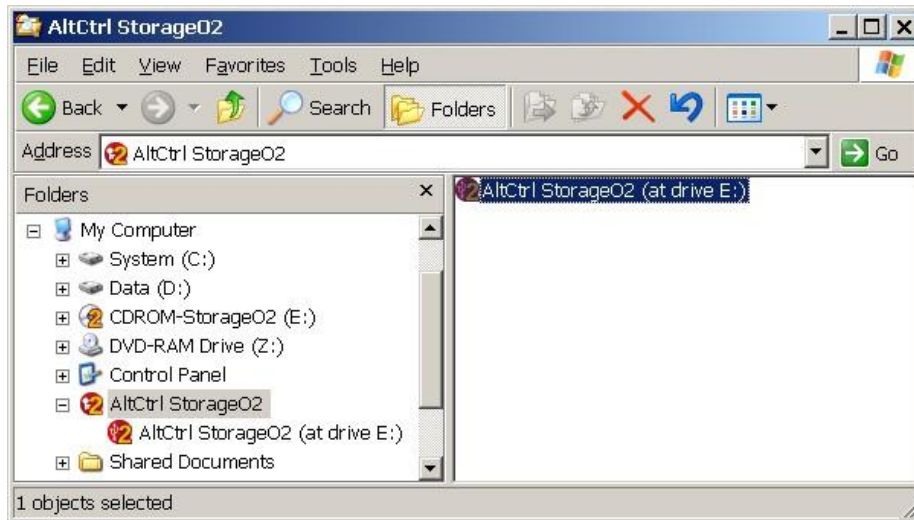 AltCtrl StorageO2
File Edit View Favorites Tools Help
Back Search Folders
Address AltCtrl StorageO2 Go
Folders
AltCtrl StorageO2 (at drive E:)
My Computer
System (C:)
Data (D:)
CDROM-StorageO2 (E:)
DVD-RAM Drive (Z:)
Control Panel
AltCtrl StorageO2
AltCtrl StorageO2 (at drive E:)
Shared Documents
1 objects selected